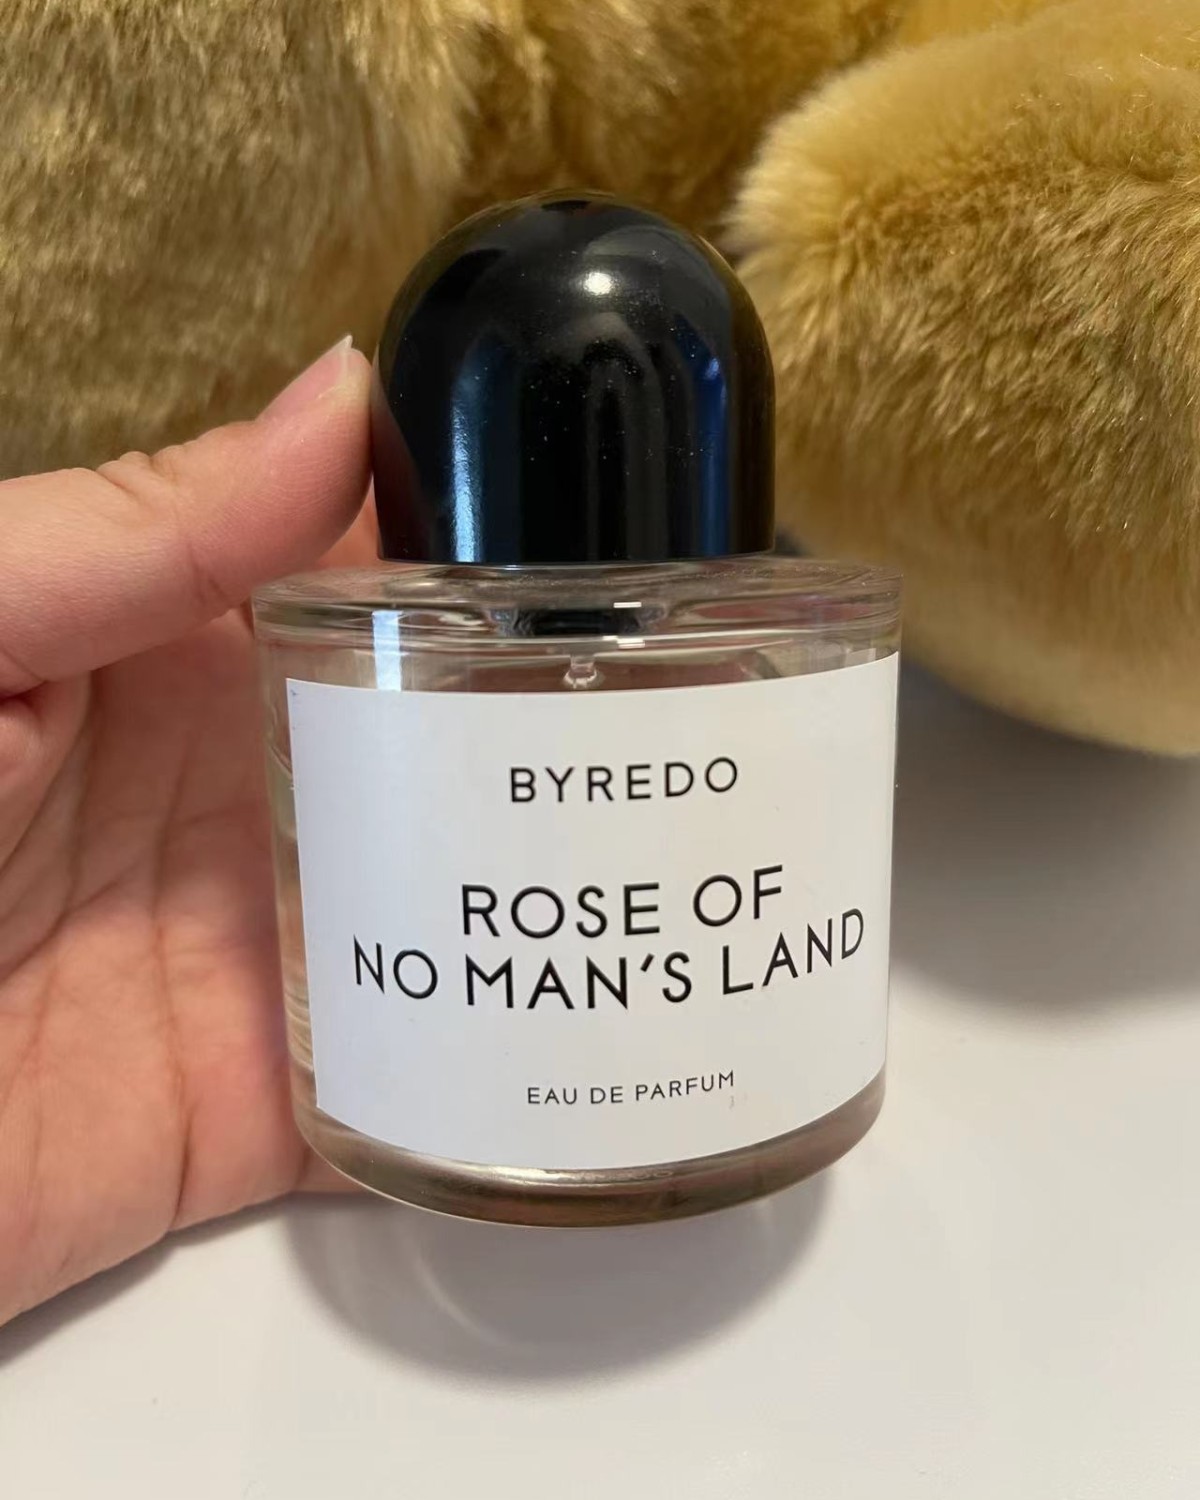 BYREDO
ROSE OF
NO MAN'S LAND
EAU DE PARFUM